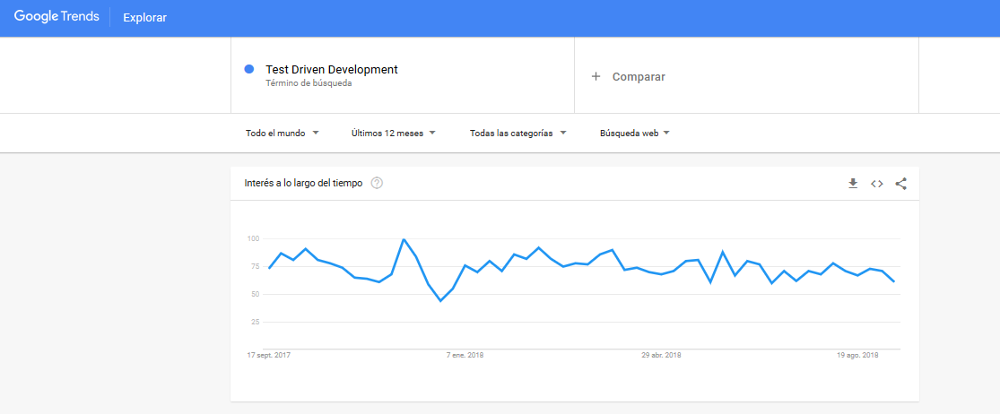 Google Trends Explorar
Test Driven Development
Término de búsqueda
+ Comparar
Todo el mundo Últimos 12 meses Todas las categorías Búsqueda web
Interés a lo largo del tiempo ?
100
75
50
25
17 sept. 2017 7 ene. 2018 29 abr. 2018 19 ago. 2018